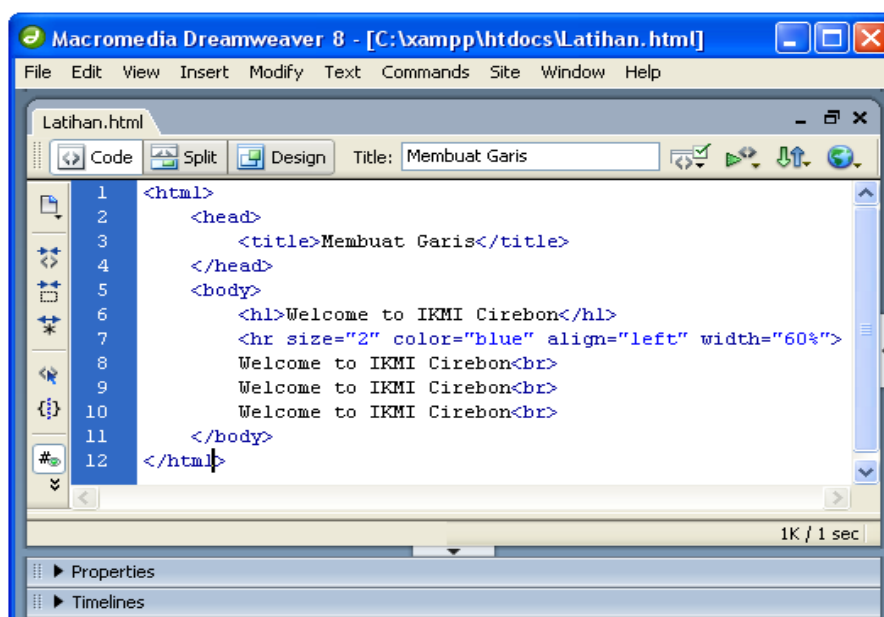 Macromedia Dreamweaver 8 - [C:\xampp\htdocs\Latihan.html]
File Edit View Insert Modify Text Commands Site Window Help
Latihan.html
Code Split Design Title: Membuat Garis
1 <html>
2 <head>
3 <title>Membuat Garis</title>
4 </head>
5 <body>
6 <h1>Welcome to IKMI Cirebon</h1>
7 <hr size="2" color="blue" align="left" width="60%">
8 Welcome to IKMI Cirebon<br>
9 Welcome to IKMI Cirebon<br>
10 Welcome to IKMI Cirebon<br>
11 </body>
12 </html>
1K / 1 sec
Properties
Timelines